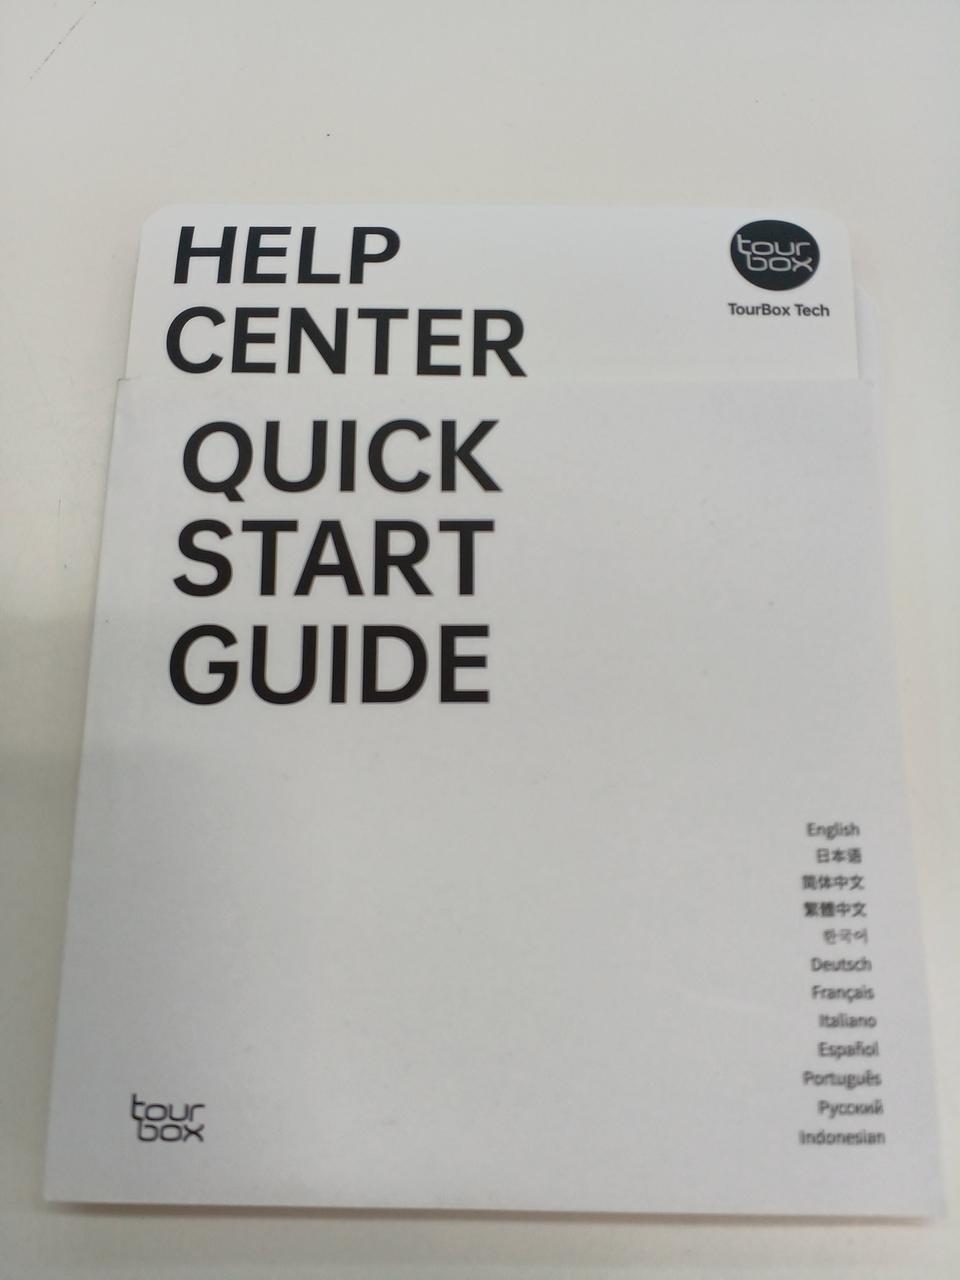 HELP
CENTER
tour
box
TourBox Tech
QUICK
START
GUIDE
English
日本语
简体中文
繁體中文
한국어
Deutsch
Français
Italiano
Español
Português
Русский
Indonesian
tour
box